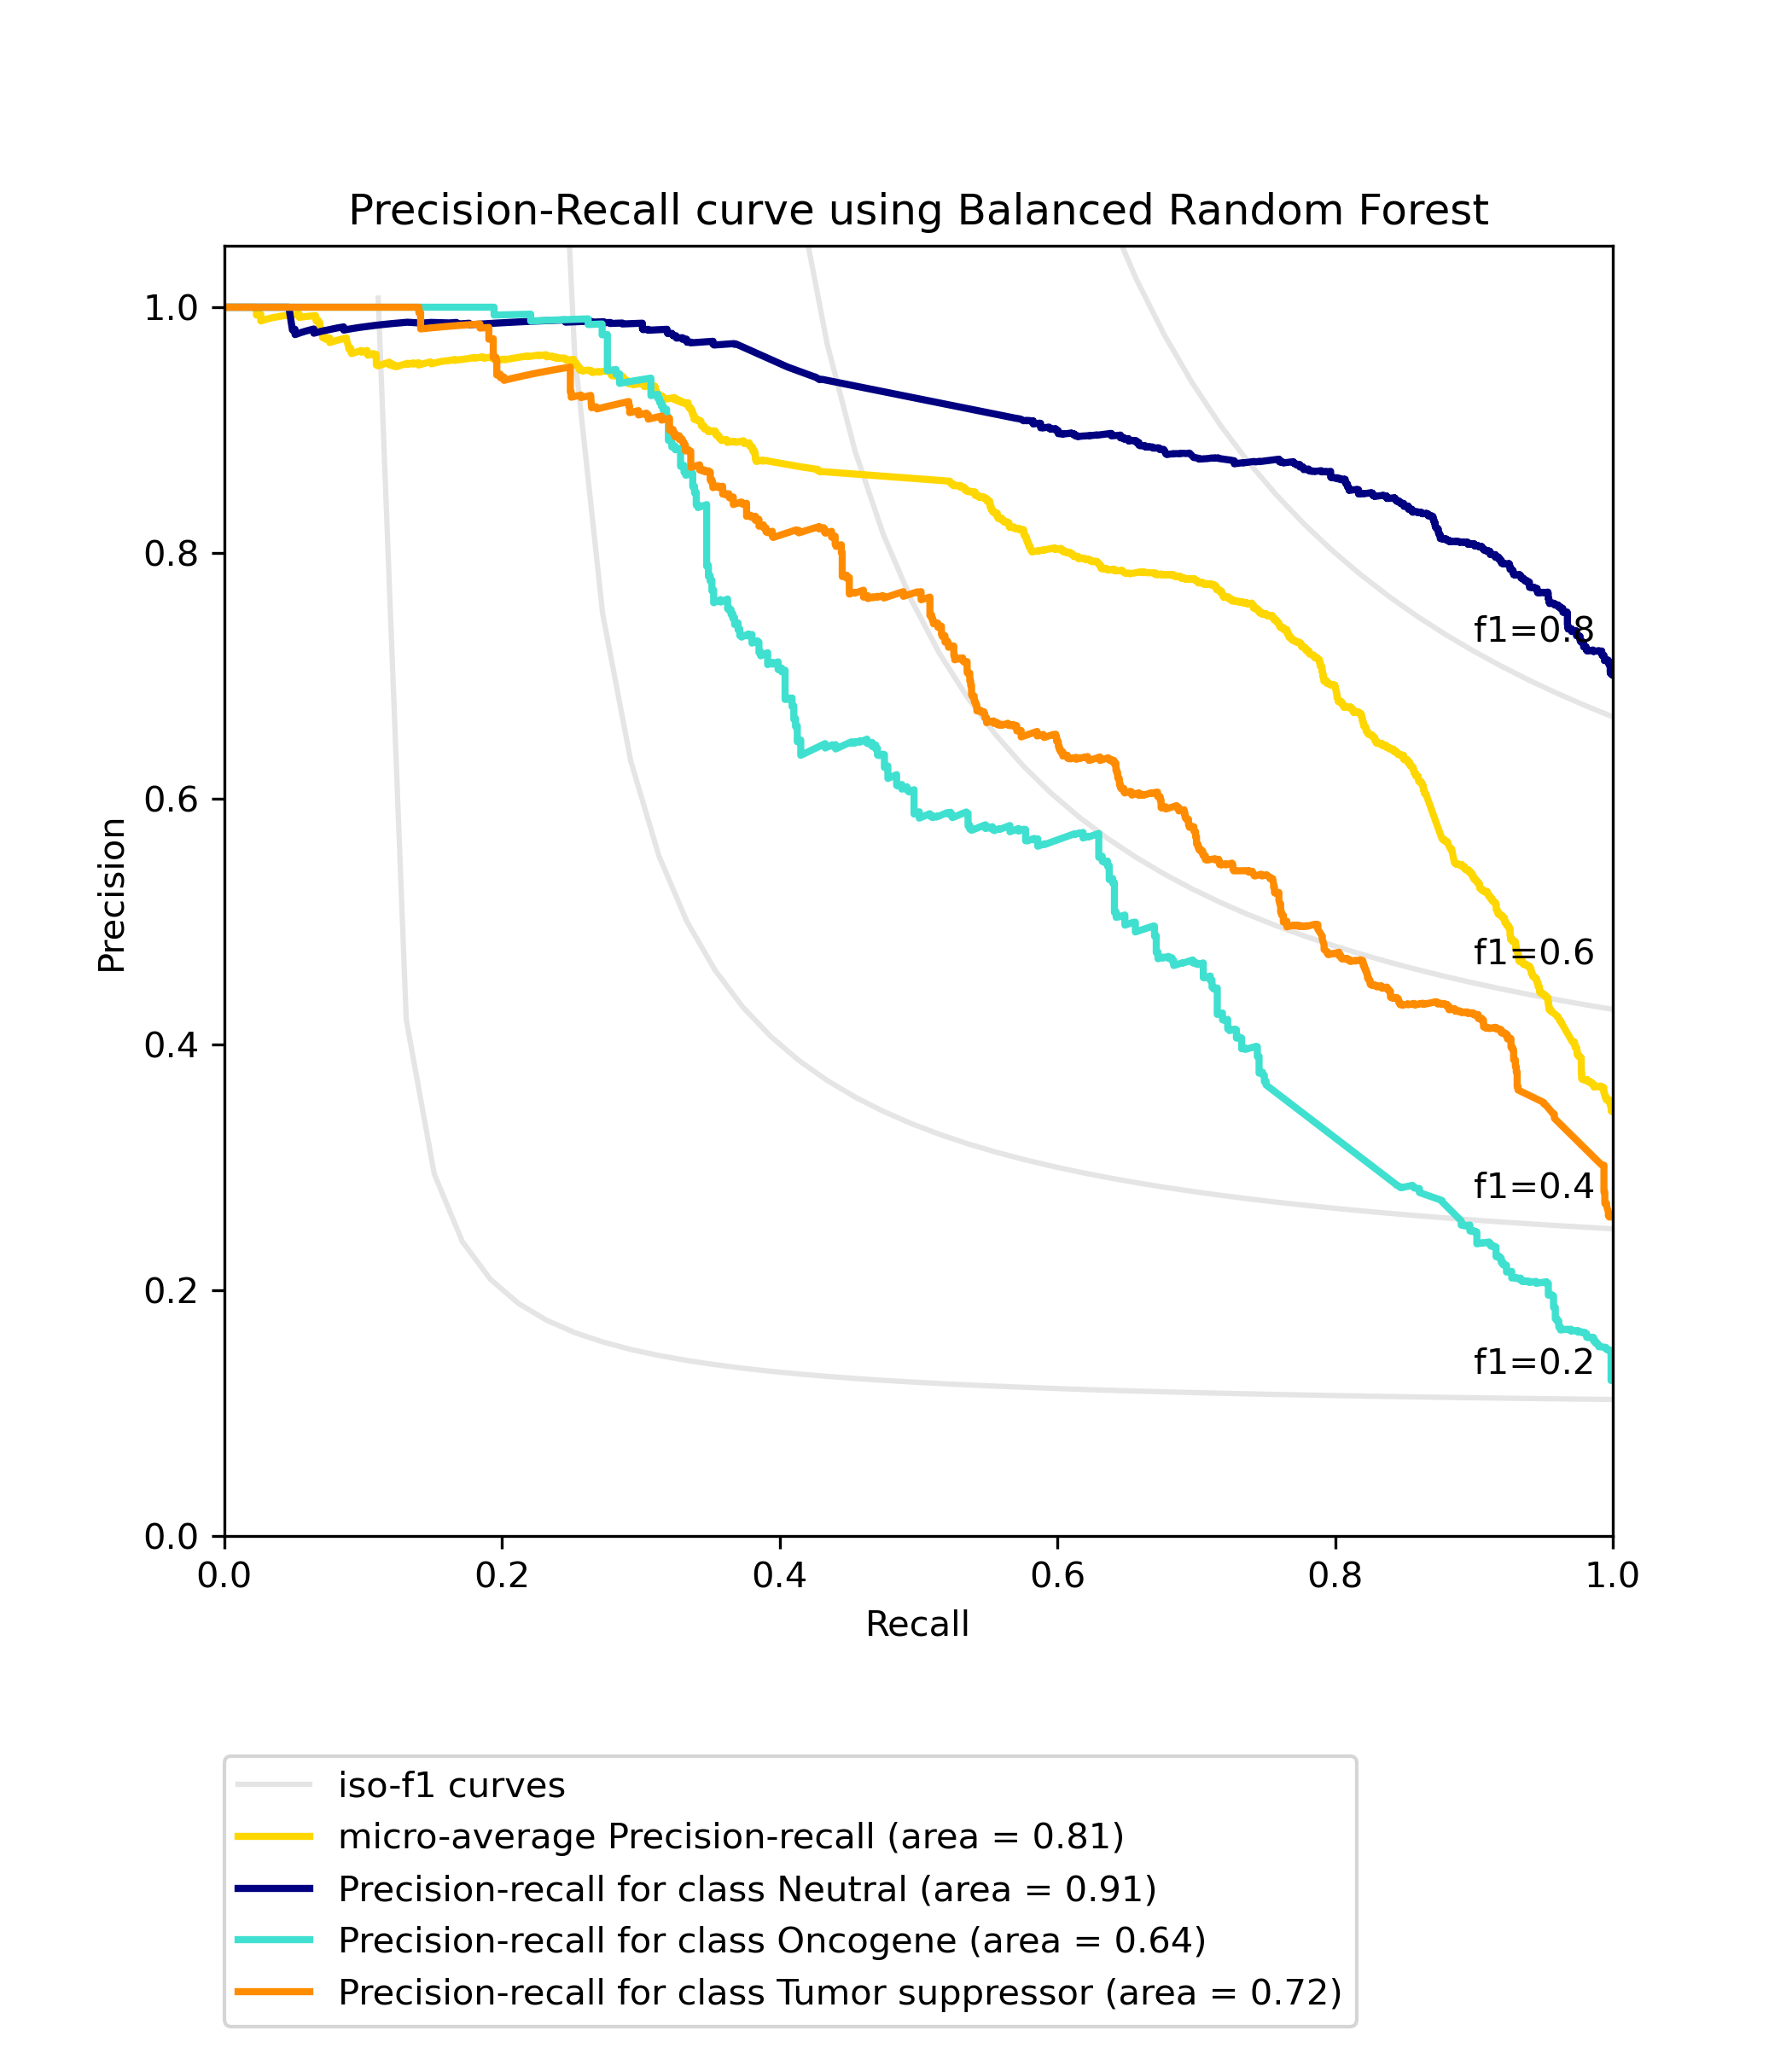 Precision-Recall curve using Balanced Random Forest
1.0
0.8
0.6
0.4
0.2
0.0
Precision
f1=0.8
f1=0.6
f1=0.4
f1=0.2
0.0 0.2 0.4 0.6 0.8 1.0
Recall
iso-f1 curves
micro-average Precision-recall (area = 0.81)
Precision-recall for class Neutral (area = 0.91)
Precision-recall for class Oncogene (area = 0.64)
Precision-recall for class Tumor suppressor (area = 0.72)